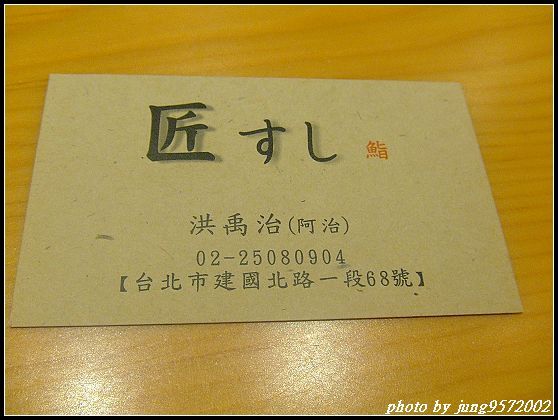 匠 すし 鮨
洪禹治(阿治)
02-25080904
【台北市建國北路一段68號】
photo by jung9572002